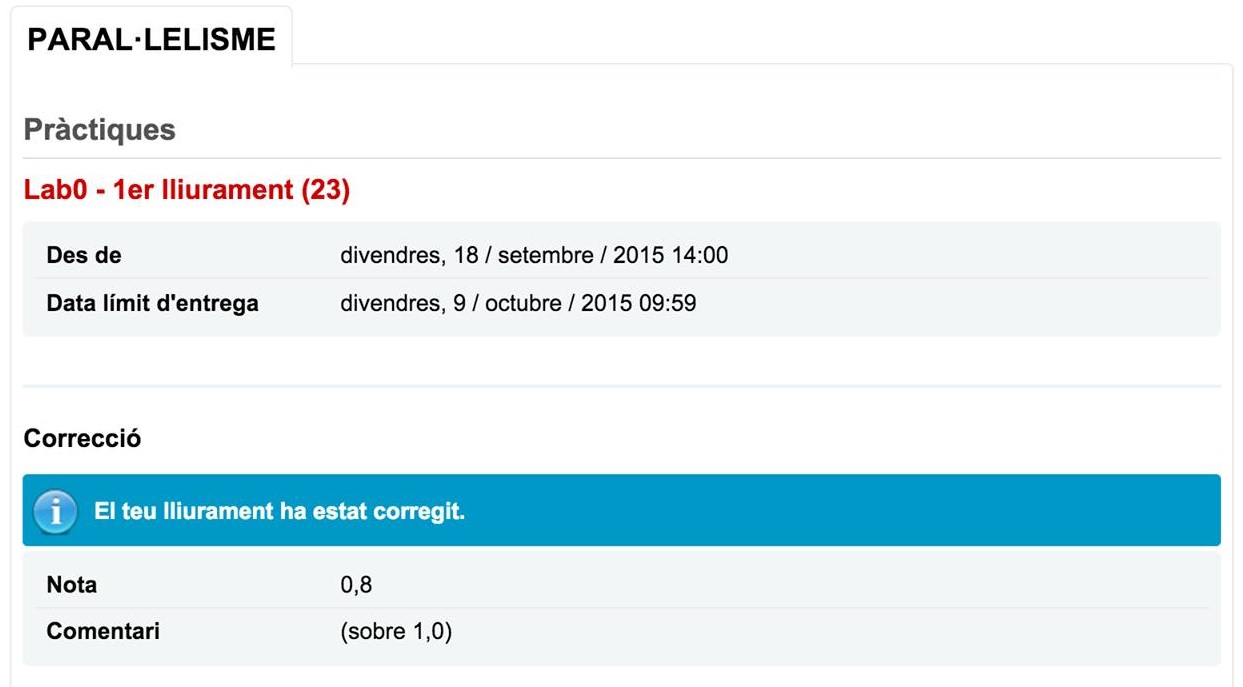 PARAL·LELISME
Pràctiques
Lab0 - 1er lliurament (23)
Des de divendres, 18 / setembre / 2015 14:00
Data límit d'entrega divendres, 9 / octubre / 2015 09:59
Correcció
El teu lliurament ha estat corregit.
Nota 0,8
Comentari (sobre 1,0)